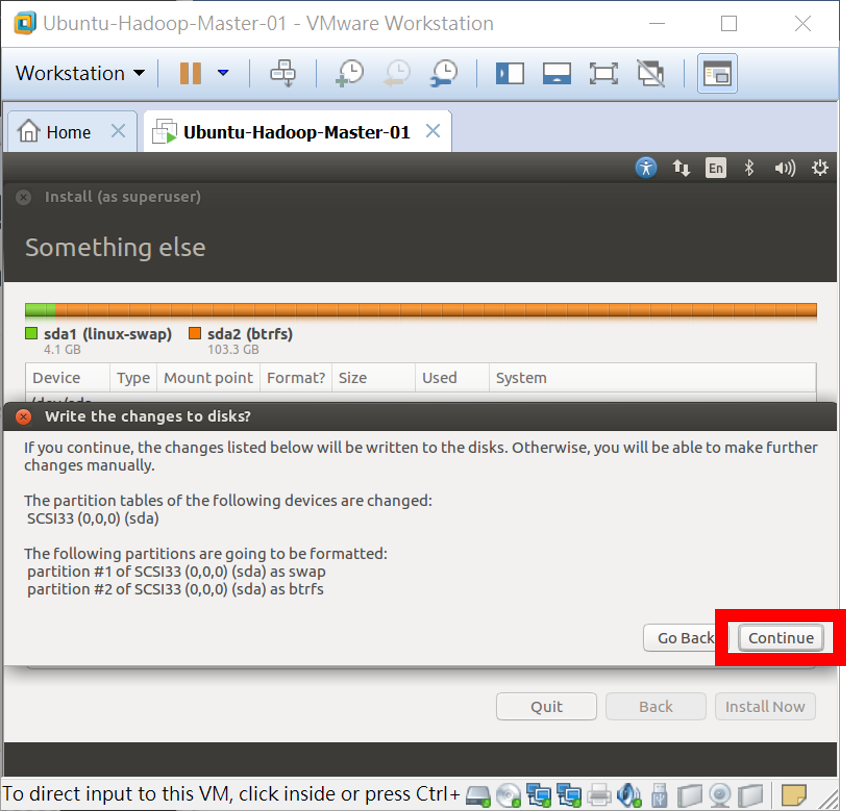 Ubuntu-Hadoop-Master-01 - VMware Workstation
Workstation
Home
Ubuntu-Hadoop-Master-01
En
Install (as superuser)
Something else
sda1 (linux-swap)
4.1 GB
sda2 (btrfs)
103.3 GB
Device Type Mount point Format? Size Used System
/dev/sda
Write the changes to disks?
If you continue, the changes listed below will be written to the disks. Otherwise, you will be able to make further
changes manually.
The partition tables of the following devices are changed:
SCSI33 (0,0,0) (sda)
The following partitions are going to be formatted:
partition #1 of SCSI33 (0,0,0) (sda) as swap
partition #2 of SCSI33 (0,0,0) (sda) as btrfs
Go Back
Continue
Quit
Back
Install Now
To direct input to this VM, click inside or press Ctrl+